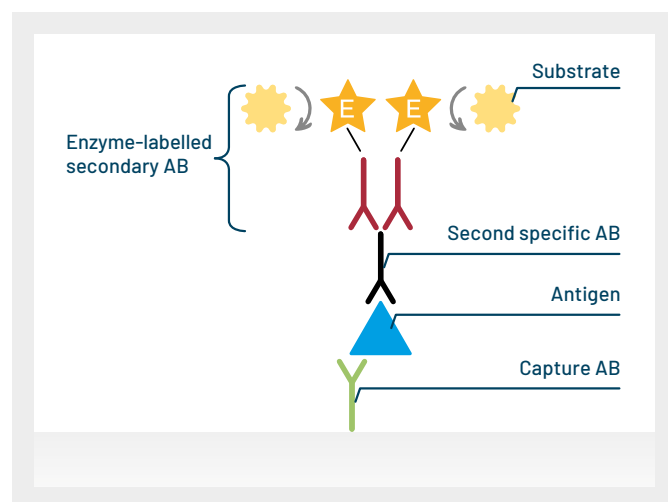 Substrate
E
E
Enzyme-labelled
secondary AB
Second specific AB
Antigen
Capture AB